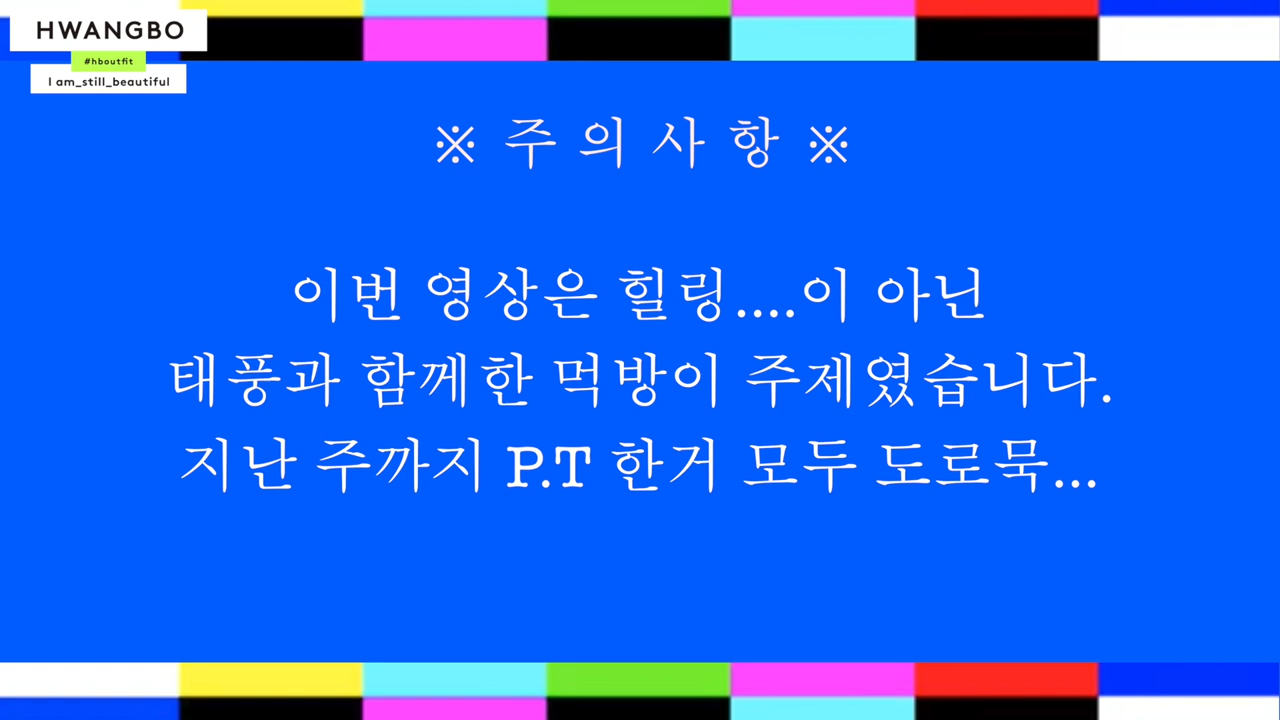 HWANGBO
#hboutfit
I am_still_beautiful
※ 주 의 사 항 ※
이번 영상은 힐링....이 아닌
태풍과 함께한 먹방이 주제였습니다.
지난 주까지 P.T 한거 모두 도로묵...